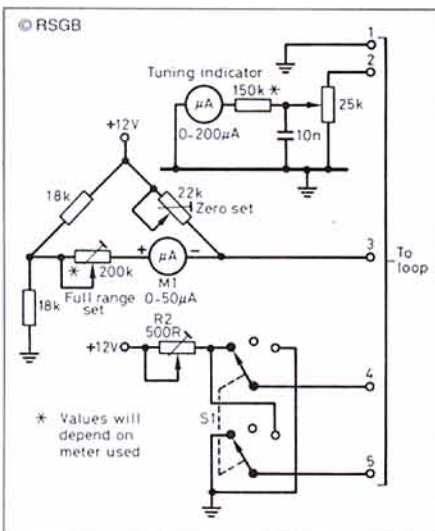 © RSGB
1
2
Tuning indicator
150k *
μA
0-200μA
10n
25k
+12V
18k
22k
Zero set
* 200k
+ μA −
M1
0-50μA
Full range
set
18k
3
To
loop
R2
500R
+12V
4
S1
* Values will
depend on
meter used
5